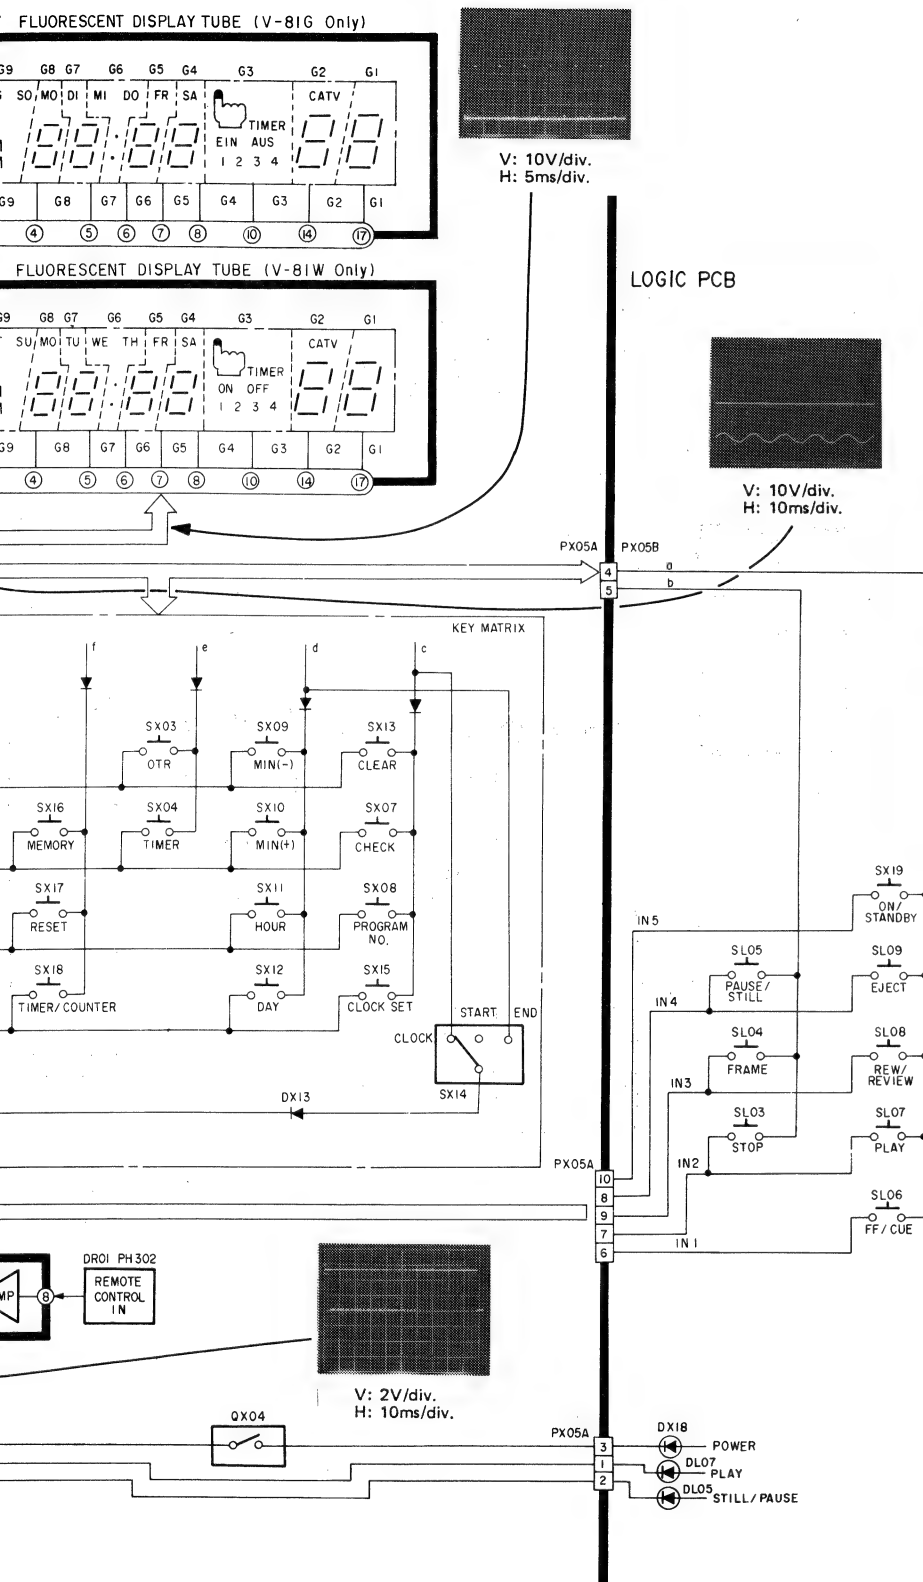 FLUORESCENT DISPLAY TUBE (V-81G Only)
G9 G8 G7 G6 G5 G4 G3 G2 G1
SO MO DI MI DO FR SA CATV
TIMER
EIN AUS
1 2 3 4
G9 G8 G7 G6 G5 G4 G3 G2 G1
4 5 6 7 8 10 14 17
V: 10V/div.
H: 5ms/div.
FLUORESCENT DISPLAY TUBE (V-81W Only)
G9 G8 G7 G6 G5 G4 G3 G2 G1
SU MO TU WE TH FR SA CATV
TIMER
ON OFF
1 2 3 4
G9 G8 G7 G6 G5 G4 G3 G2 G1
4 5 6 7 8 10 14 17
LOGIC PCB
V: 10V/div.
H: 10ms/div.
PX05A PX05B
4 a
5 b
KEY MATRIX
f e d c
SX03 SX09 SX13
OTR MIN(-) CLEAR
SX16 SX04 SX10 SX07
MEMORY TIMER MIN(+) CHECK
SX17 SX11 SX08
RESET HOUR PROGRAM
NO.
SX18 SX12 SX15
TIMER/COUNTER DAY CLOCK SET
START END
CLOCK
SX14
DX13
SX19
ON/
STANDBY
IN5
SL05 SL09
PAUSE/
STILL
EJECT
IN4
SL04 SL08
FRAME REW/
REVIEW
IN3
SL03 SL07
STOP PLAY
IN2
SL06
FF/CUE
IN1
PX05A
10
8
9
7
6
DR01 PH302
REMOTE
CONTROL
IN
MP 8
V: 2V/div.
H: 10ms/div.
QX04
PX05A
3 DX18 POWER
1 DL07 PLAY
2 DL05 STILL/PAUSE